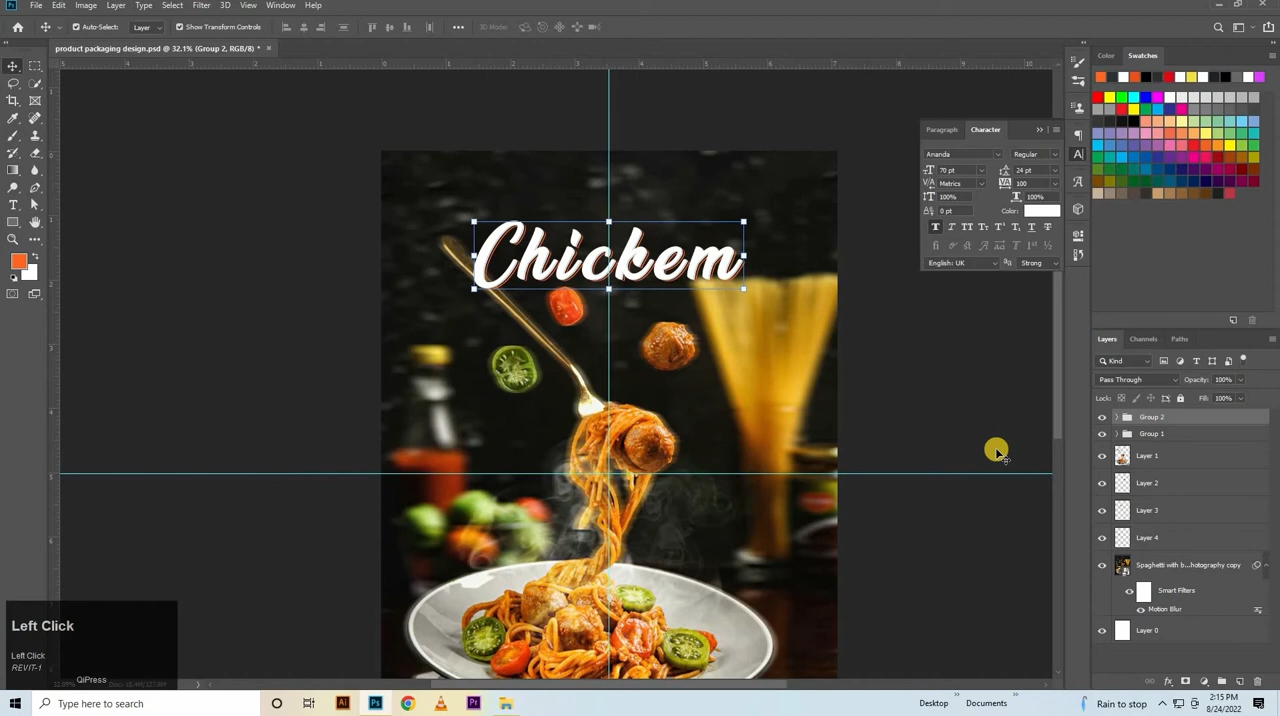 File Edit Image Layer Type Select Filter 3D View Window Help
Auto-Select: Layer Show Transform Controls 3D Mode:
product packaging design.psd @ 32.1% (Group 2, RGB/8) *
Color Swatches
Paragraph Character
Ananda Regular
70 pt 24 pt
Metrics 100
100% 100%
0 pt Color:
English: UK Strong
Chickem
Layers Channels Paths
Kind
Pass Through Opacity: 100%
Lock: Fill: 100%
Group 2
Group 1
Layer 1
Layer 2
Layer 3
Layer 4
Spaghetti with b...hotography copy
Smart Filters
Motion Blur
Layer 0
Left Click
Left Click
REVIT-1
QiPress
Type here to search
Desktop
Documents
Rain to stop
2:15 PM
8/24/2022